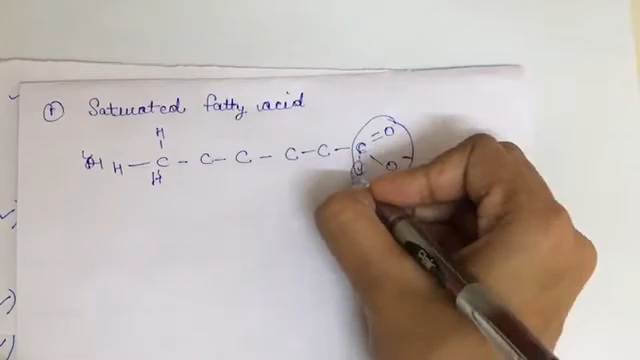 ① Saturated fatty acid
H
H H — C — C — C — C — C — C = O
H O